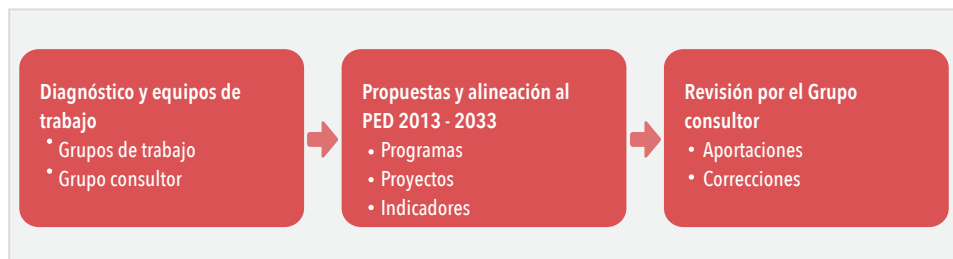 Diagnóstico y equipos de
trabajo
• Grupos de trabajo
• Grupo consultor
Propuestas y alineación al
PED 2013 - 2033
• Programas
• Proyectos
• Indicadores
Revisión por el Grupo
consultor
• Aportaciones
• Correcciones